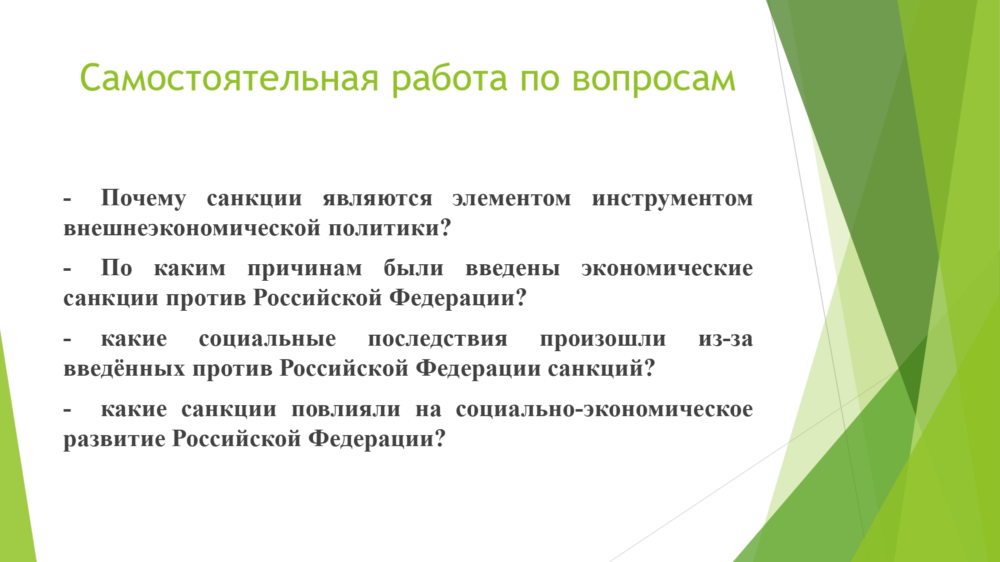 Самостоятельная работа по вопросам
- Почему санкции являются элементом инструментом
внешнеэкономической политики?
- По каким причинам были введены экономические
санкции против Российской Федерации?
- какие социальные последствия произошли из-за
введённых против Российской Федерации санкций?
- какие санкции повлияли на социально-экономическое
развитие Российской Федерации?